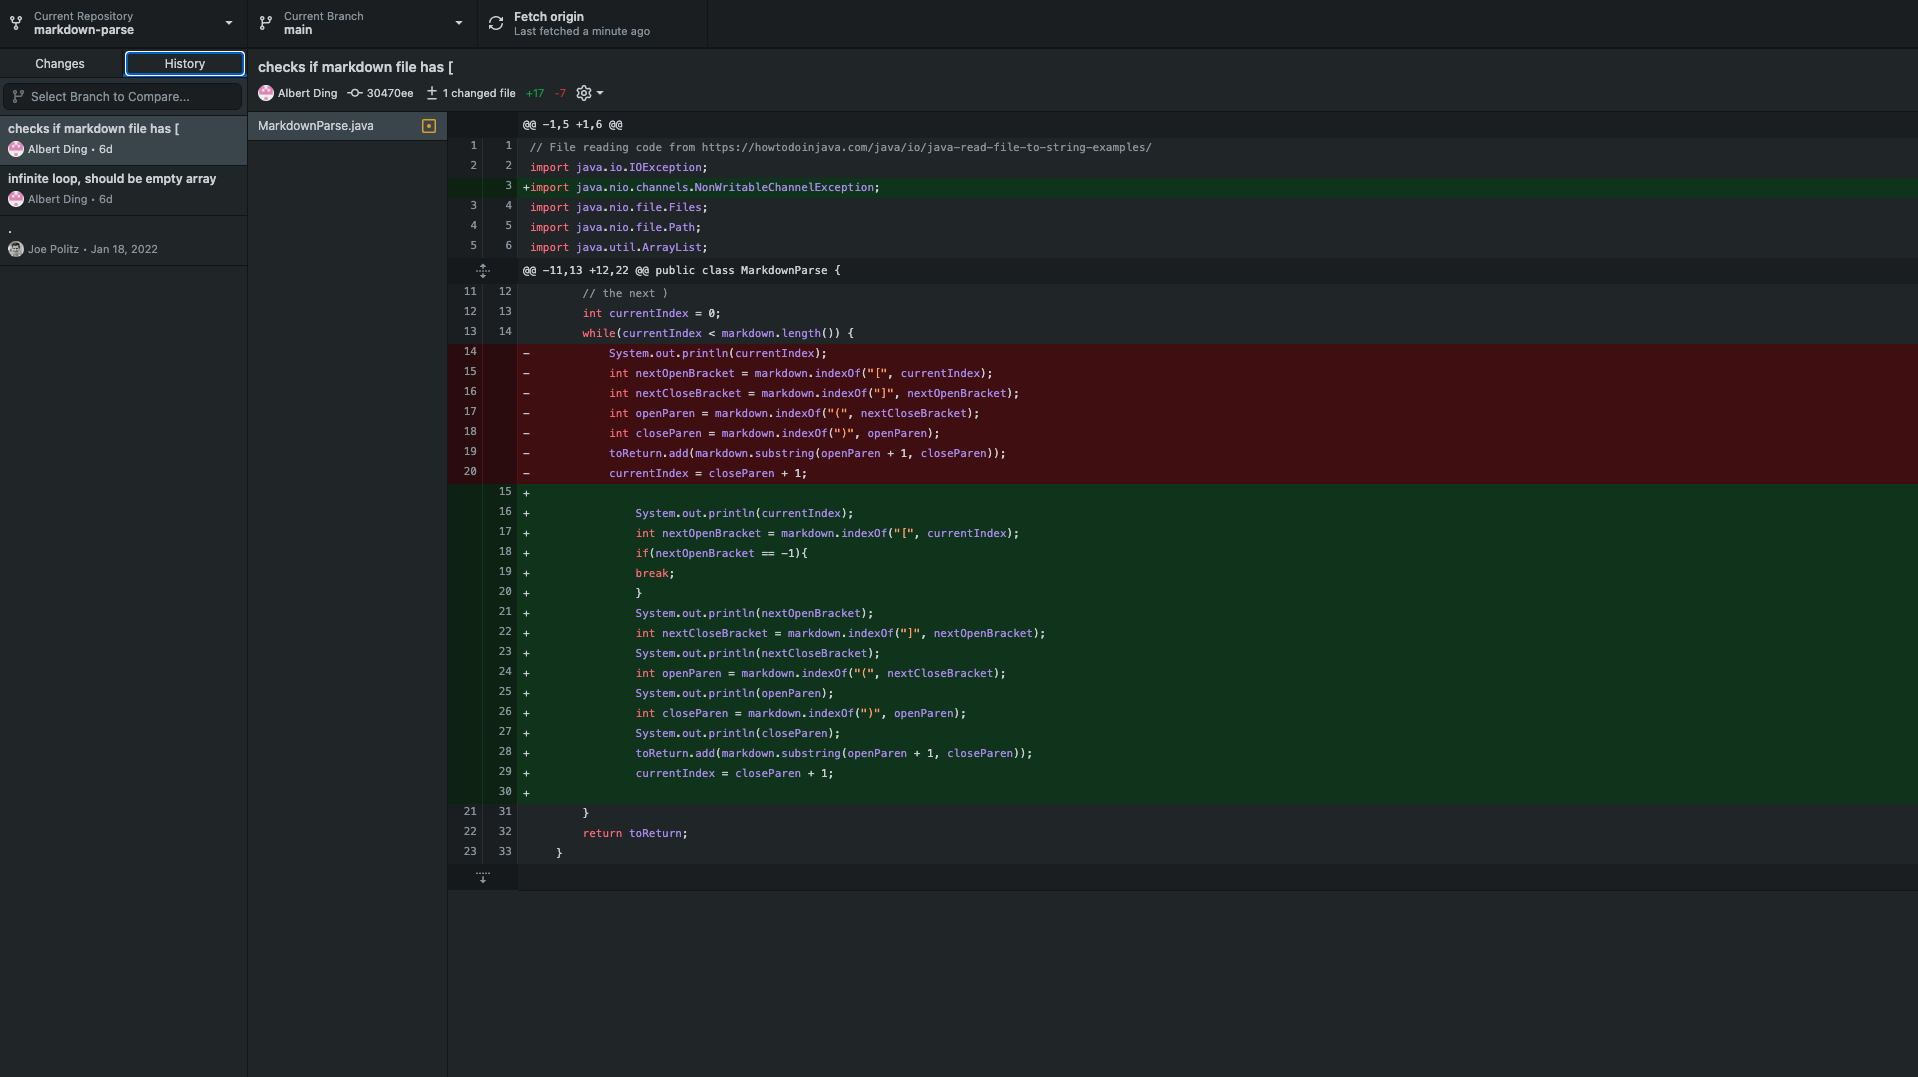 Current Repository
markdown-parse
Current Branch
main
Fetch origin
Last fetched a minute ago
Changes
History
Select Branch to Compare...
checks if markdown file has [
Albert Ding • 6d
infinite loop, should be empty array
Albert Ding • 6d
.
Joe Politz • Jan 18, 2022
checks if markdown file has [
Albert Ding 30470ee 1 changed file +17 -7
MarkdownParse.java
@@ -1,5 +1,6 @@
1 1 // File reading code from https://howtodoinjava.com/java/io/java-read-file-to-string-examples/
2 2 import java.io.IOException;
3 +import java.nio.channels.NonWritableChannelException;
3 4 import java.nio.file.Files;
4 5 import java.nio.file.Path;
5 6 import java.util.ArrayList;
@@ -11,13 +12,22 @@ public class MarkdownParse {
11 12 // the next )
12 13 int currentIndex = 0;
13 14 while(currentIndex < markdown.length()) {
14 - System.out.println(currentIndex);
15 - int nextOpenBracket = markdown.indexOf("[", currentIndex);
16 - int nextCloseBracket = markdown.indexOf("]", nextOpenBracket);
17 - int openParen = markdown.indexOf("(", nextCloseBracket);
18 - int closeParen = markdown.indexOf(")", openParen);
19 - toReturn.add(markdown.substring(openParen + 1, closeParen));
20 - currentIndex = closeParen + 1;
15 +
16 + System.out.println(currentIndex);
17 + int nextOpenBracket = markdown.indexOf("[", currentIndex);
18 + if(nextOpenBracket == -1){
19 + break;
20 + }
21 + System.out.println(nextOpenBracket);
22 + int nextCloseBracket = markdown.indexOf("]", nextOpenBracket);
23 + System.out.println(nextCloseBracket);
24 + int openParen = markdown.indexOf("(", nextCloseBracket);
25 + System.out.println(openParen);
26 + int closeParen = markdown.indexOf(")", openParen);
27 + System.out.println(closeParen);
28 + toReturn.add(markdown.substring(openParen + 1, closeParen));
29 + currentIndex = closeParen + 1;
30 +
21 31 }
22 32 return toReturn;
23 33 }